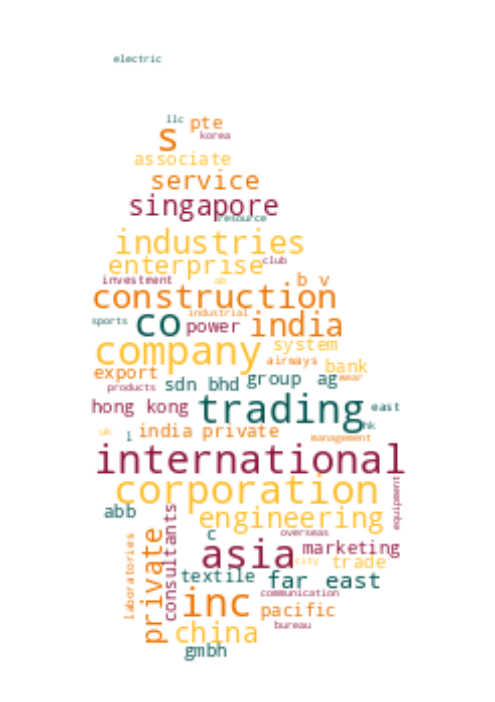 electric
llc pte
s korea
associate
service
singapore
resource
industries
enterprise club
investment ab b v
construction
industrial
sports co power india
company system
airways
export bank
products sdn bhd group ag wear
hong kong trading east
hk
uk l india private management
international
corporation
equipment
abb engineering
consultants
c overseas
laboratories
private
asia marketing
city trade
textile far east
inc communication
pacific
china bureau
gmbh